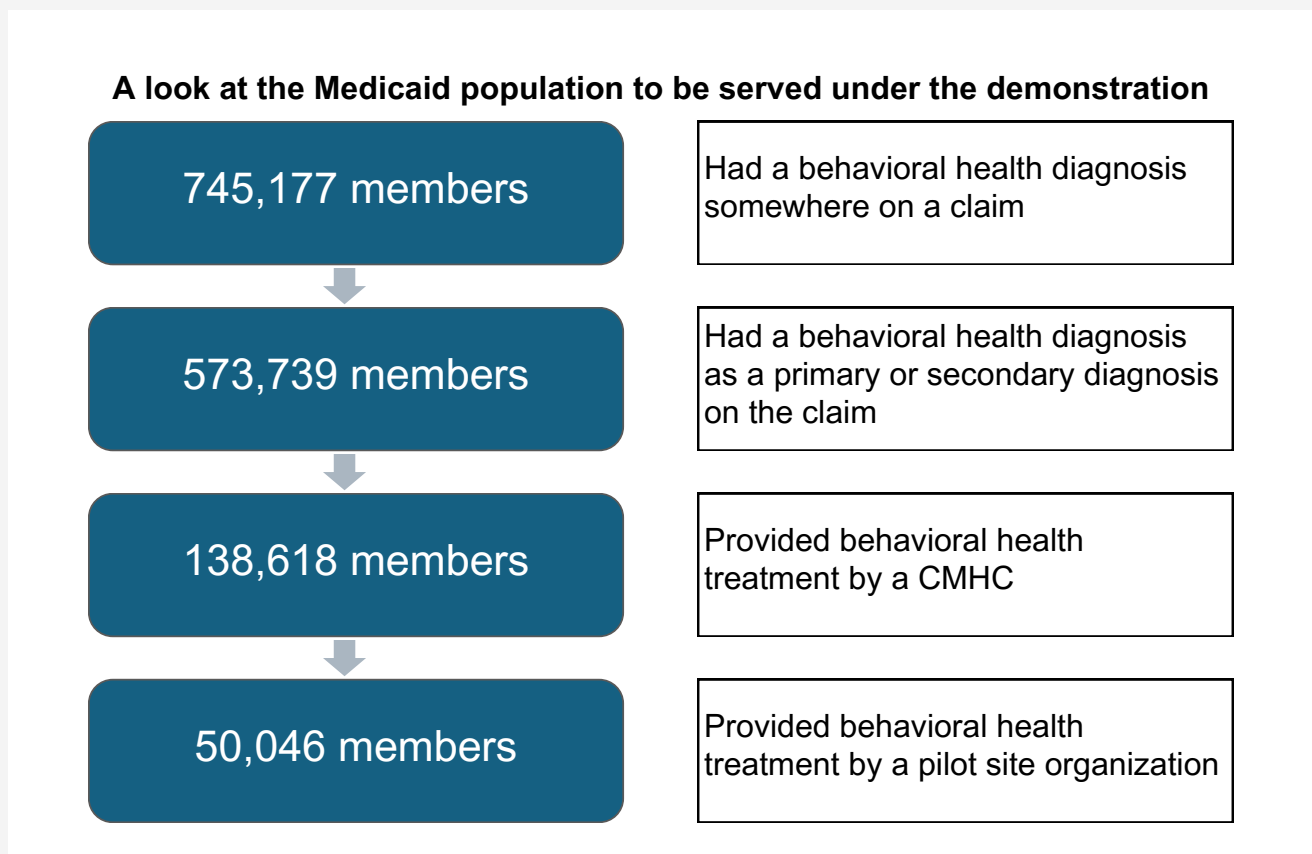 A look at the Medicaid population to be served under the demonstration
745,177 members
Had a behavioral health diagnosis
somewhere on a claim
573,739 members
Had a behavioral health diagnosis
as a primary or secondary diagnosis
on the claim
138,618 members
Provided behavioral health
treatment by a CMHC
50,046 members
Provided behavioral health
treatment by a pilot site organization